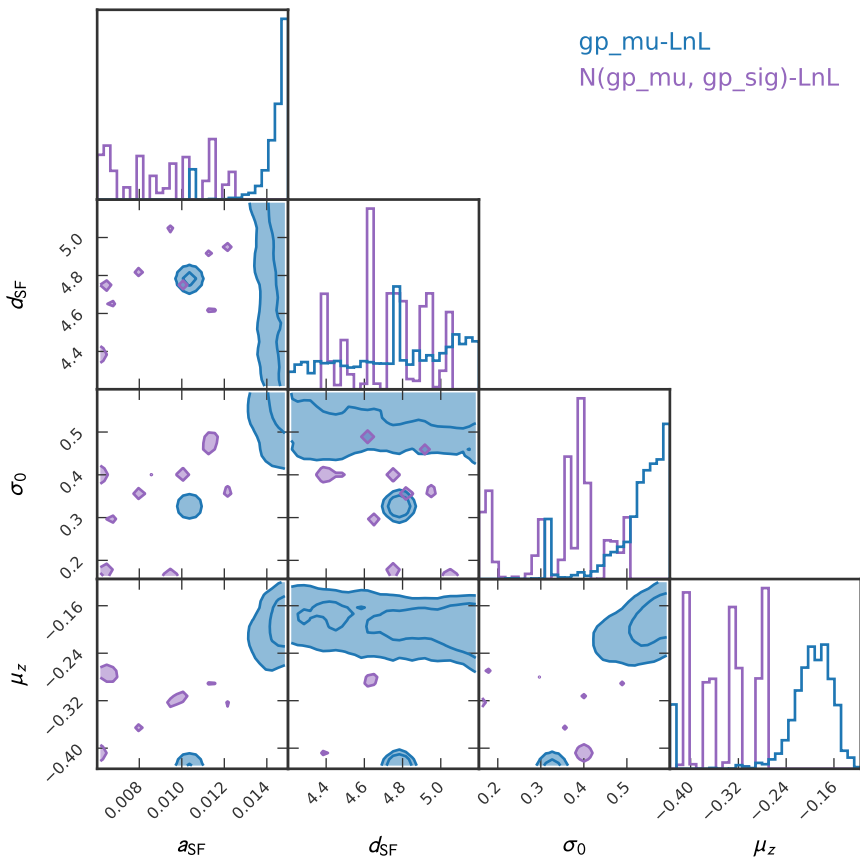 gp_mu-LnL
N(gp_mu, gp_sig)-LnL
5.0
4.8
4.6
4.4
d_SF
0.5
0.4
0.3
0.2
σ_0
−0.16
−0.24
−0.32
−0.40
μ_z
0.008 0.010 0.012 0.014
4.4 4.6 4.8 5.0
0.2 0.3 0.4 0.5
−0.40 −0.32 −0.24 −0.16
a_SF d_SF σ_0 μ_z